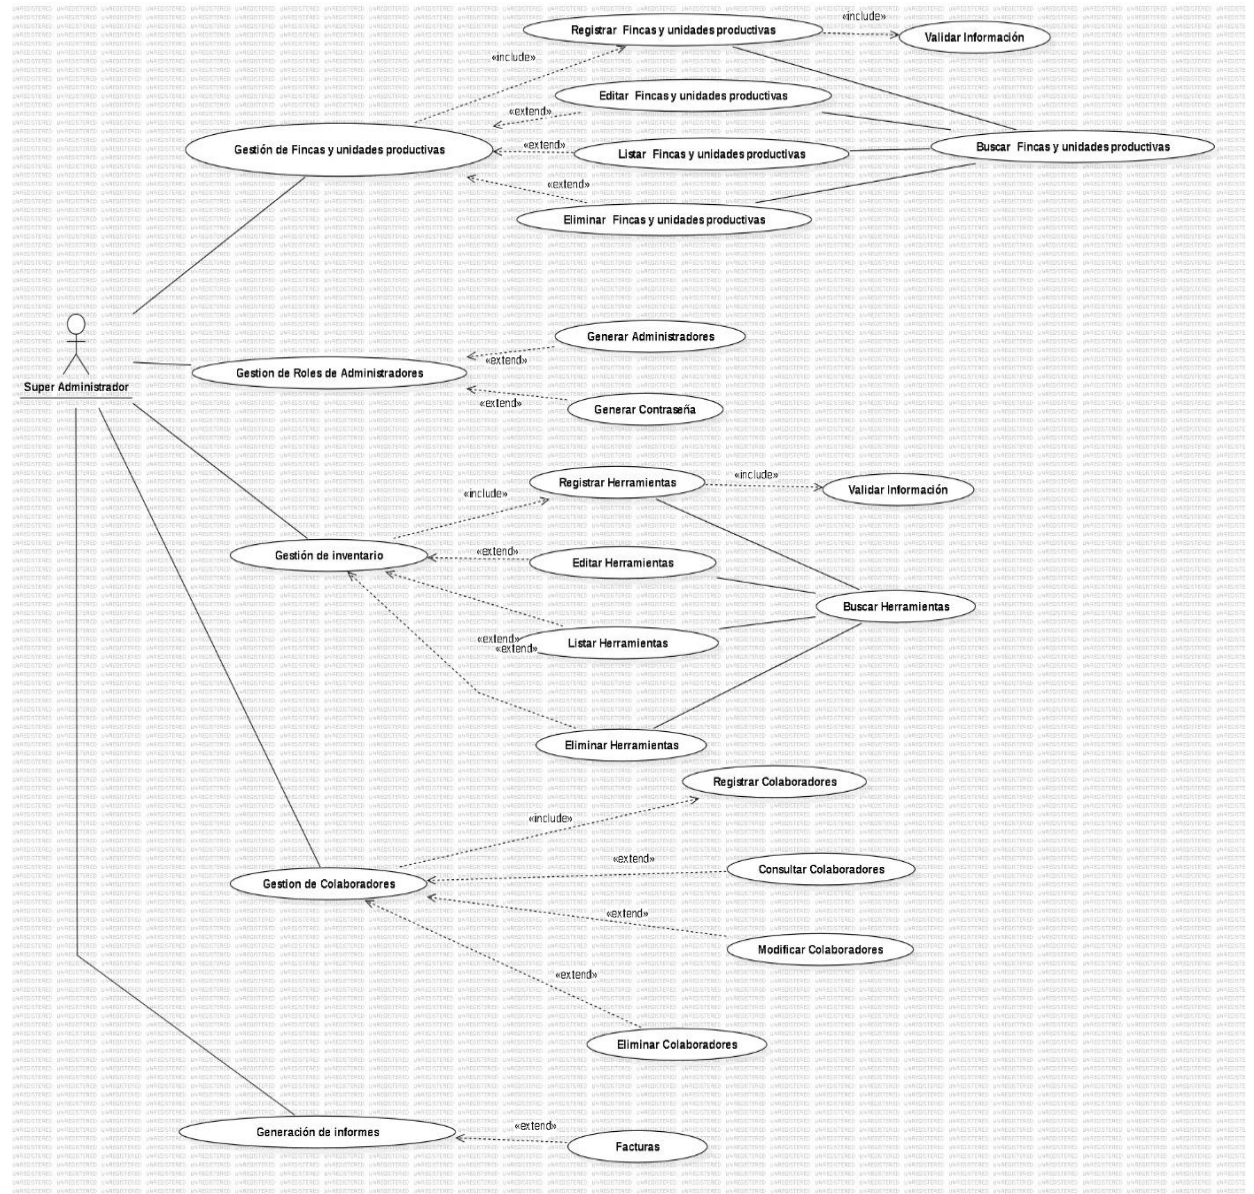 Registrar Fincas y unidades productivas
«include»
Validar Información
«include»
Editar Fincas y unidades productivas
«extend»
Gestión de Fincas y unidades productivas
Listar Fincas y unidades productivas
«extend»
Buscar Fincas y unidades productivas
«extend»
Eliminar Fincas y unidades productivas
Super Administrador
Generar Administradores
«extend»
Gestion de Roles de Administradores
«extend»
Generar Contraseña
Registrar Herramientas
«include»
Validar Información
«include»
Gestión de inventario
«extend»
Editar Herramientas
Buscar Herramientas
«extend»
Listar Herramientas
«extend»
Eliminar Herramientas
Registrar Colaboradores
«include»
Gestion de Colaboradores
«extend»
Consultar Colaboradores
«extend»
Modificar Colaboradores
«extend»
Eliminar Colaboradores
Generación de informes
«extend»
Facturas